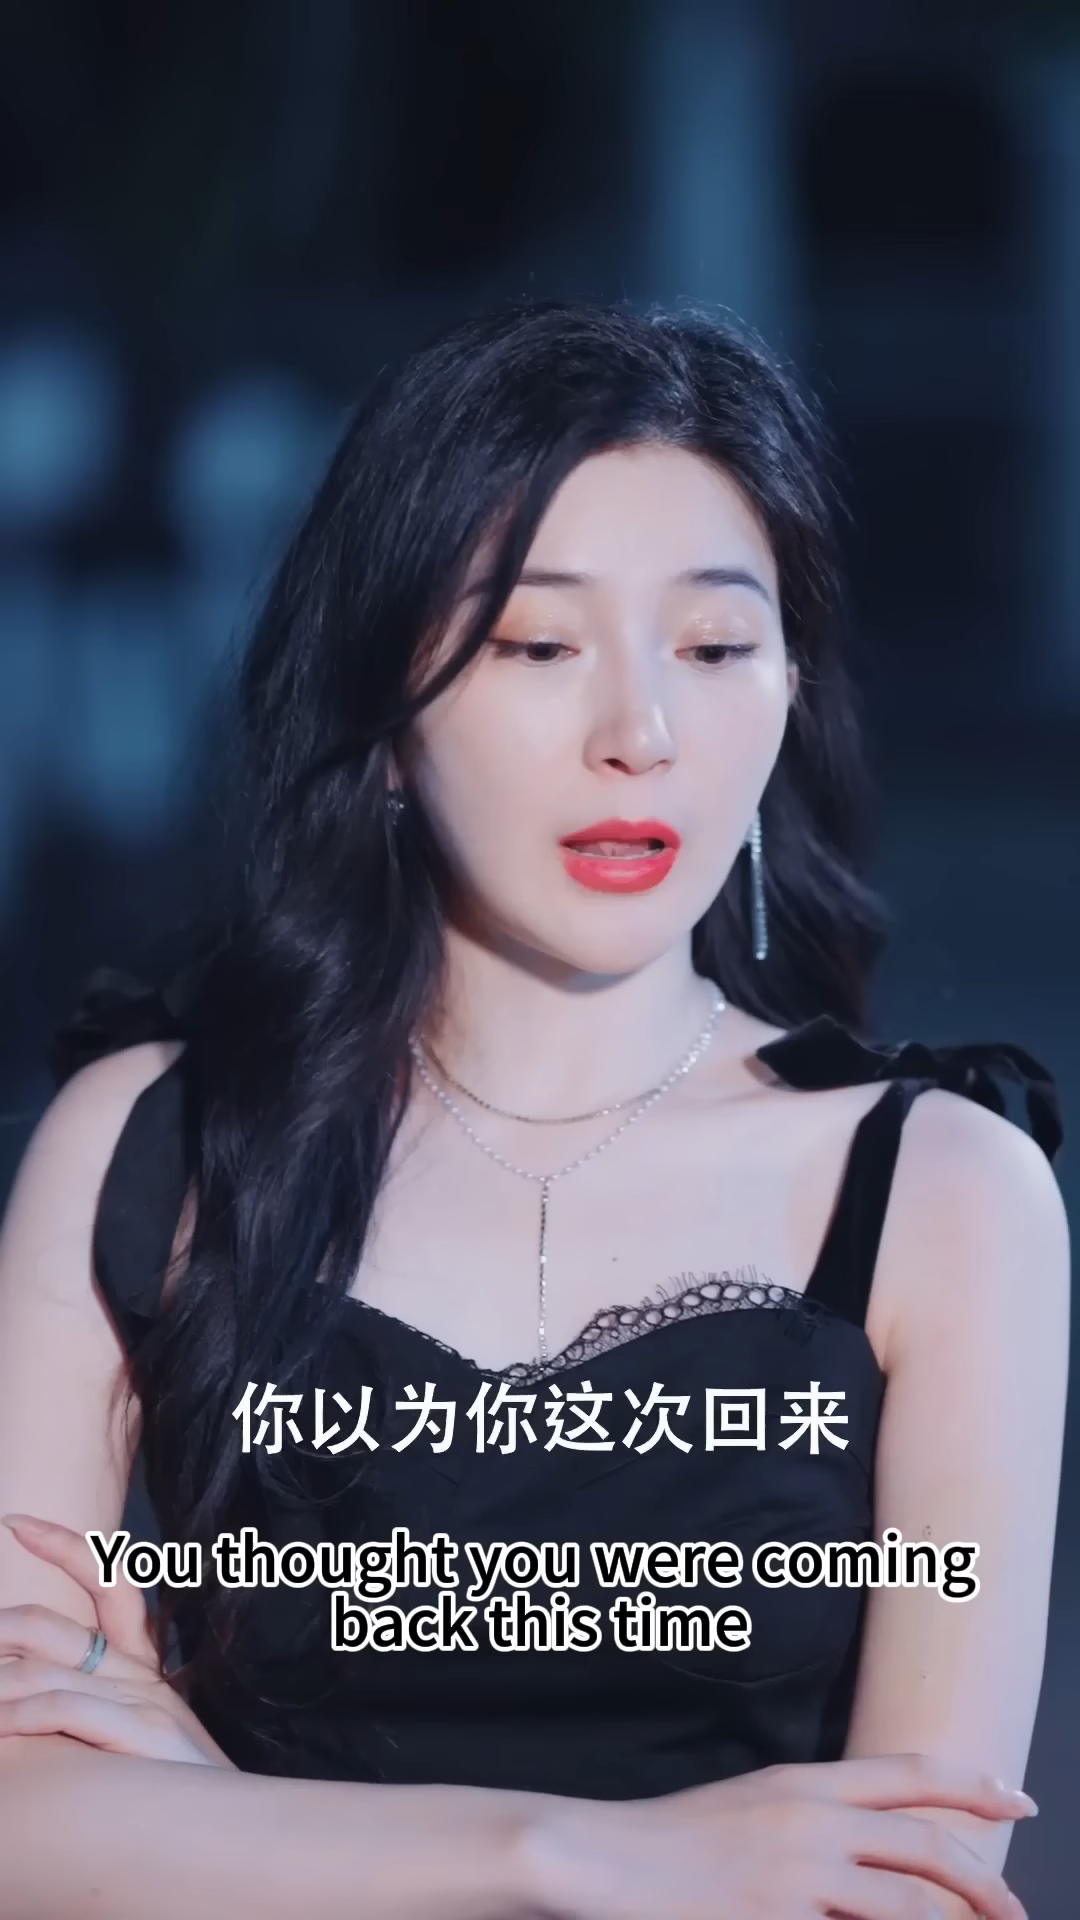 你以为你这次回来
You thought you were coming
back this time